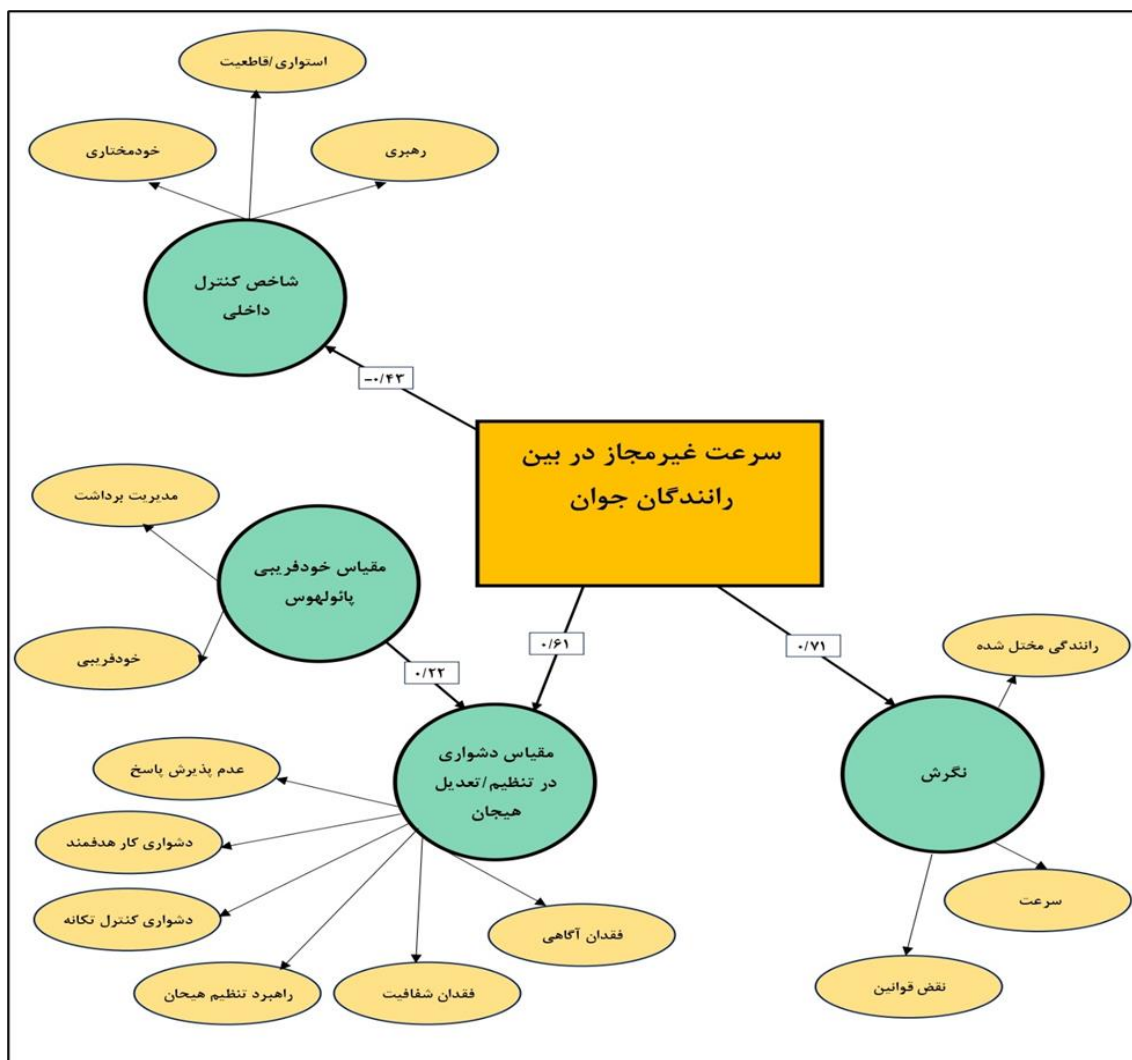 استواری/قاطعیت
خودمختاری
رهبری
شاخص کنترل
داخلی
-۰/۴۳
سرعت غیرمجاز در بین
رانندگان جوان
مدیریت برداشت
مقیاس خودفریبی
پائولهوس
خودفریبی
۰/۲۲
۰/۶۱
۰/۷۱
رانندگی مختل شده
مقیاس دشواری
در تنظیم/تعدیل
هیجان
نگرش
عدم پذیرش پاسخ
دشواری کار هدفمند
دشواری کنترل تکانه
راهبرد تنظیم هیجان
فقدان شفافیت
فقدان آگاهی
سرعت
نقض قوانین